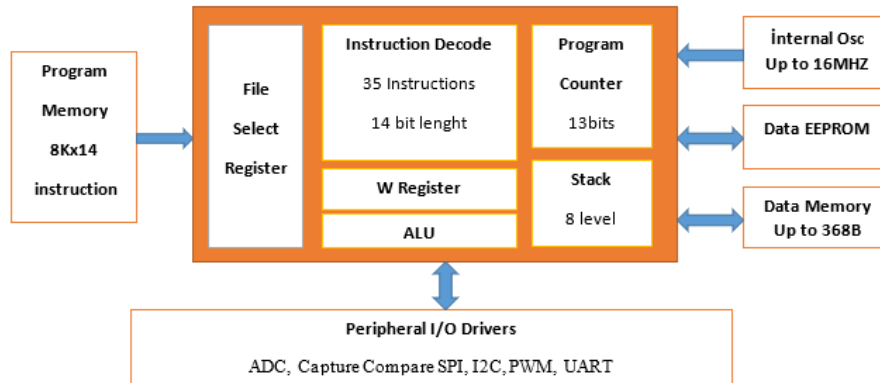 Program
Memory
8Kx14
instruction
File
Select
Register
Instruction Decode
35 Instructions
14 bit lenght
W Register
ALU
Program
Counter
13bits
Stack
8 level
İnternal Osc
Up to 16MHZ
Data EEPROM
Data Memory
Up to 368B
Peripheral I/O Drivers
ADC, Capture Compare SPI, I2C, PWM, UART